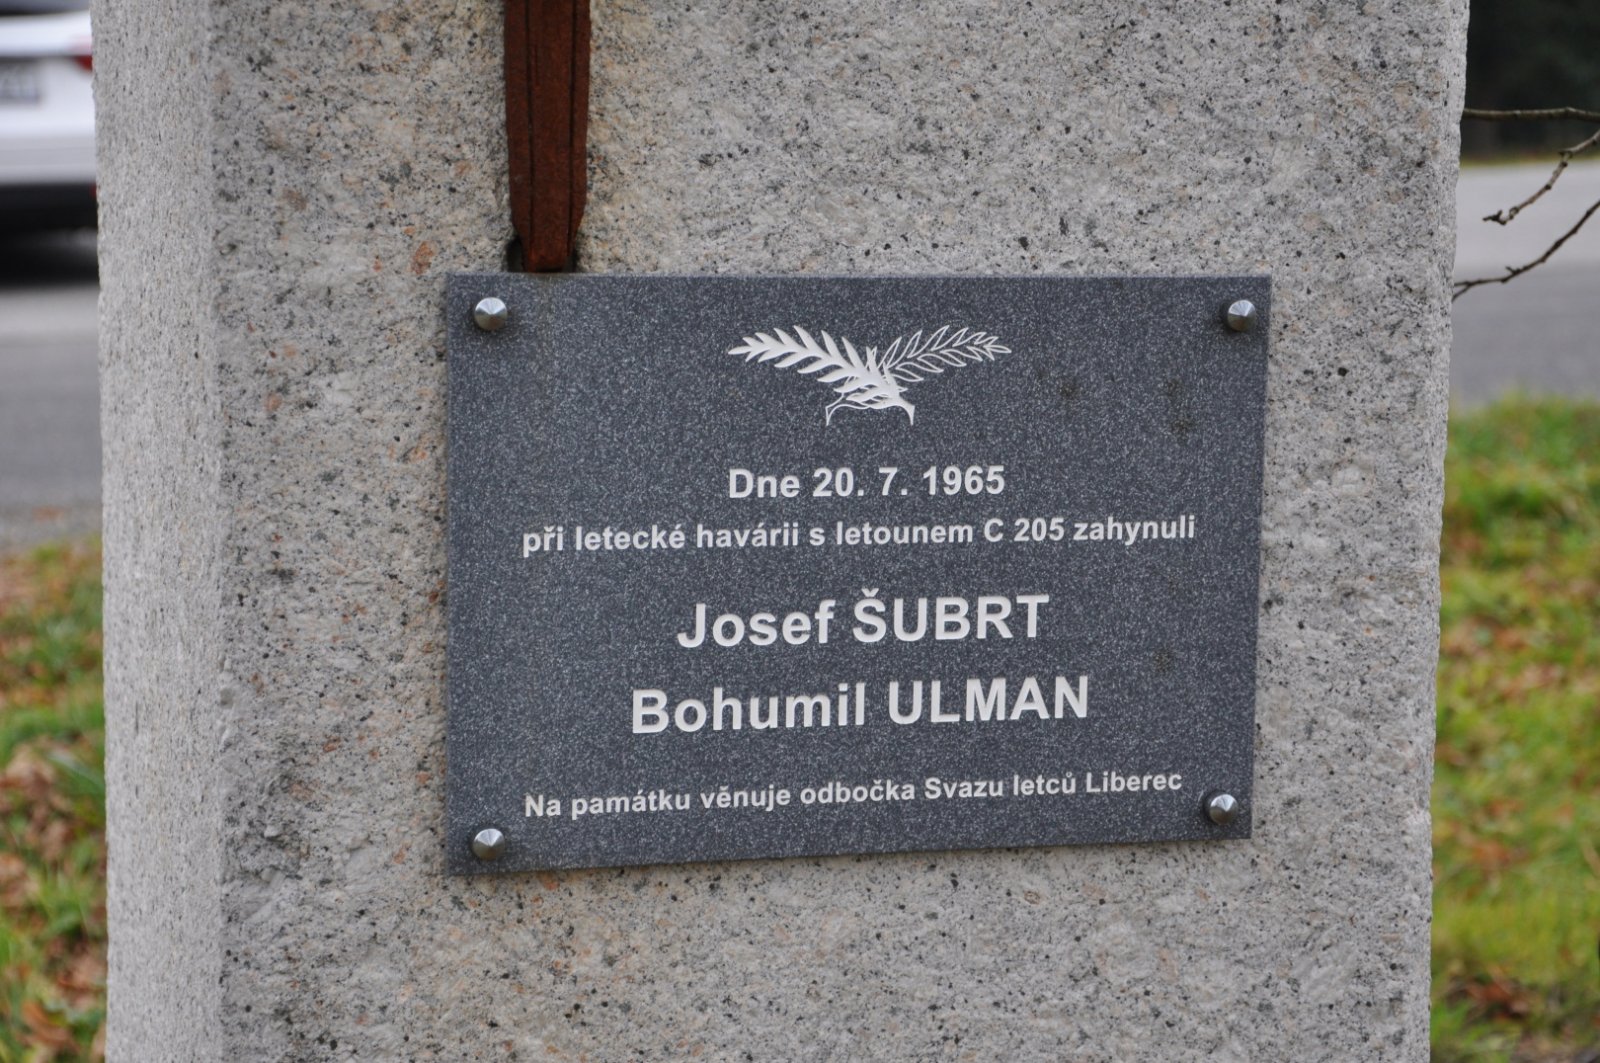 Dne 20. 7. 1965
při letecké havárii s letounem C 205 zahynuli
Josef ŠUBRT
Bohumil ULMAN
Na památku věnuje odbočka Svazu letců Liberec